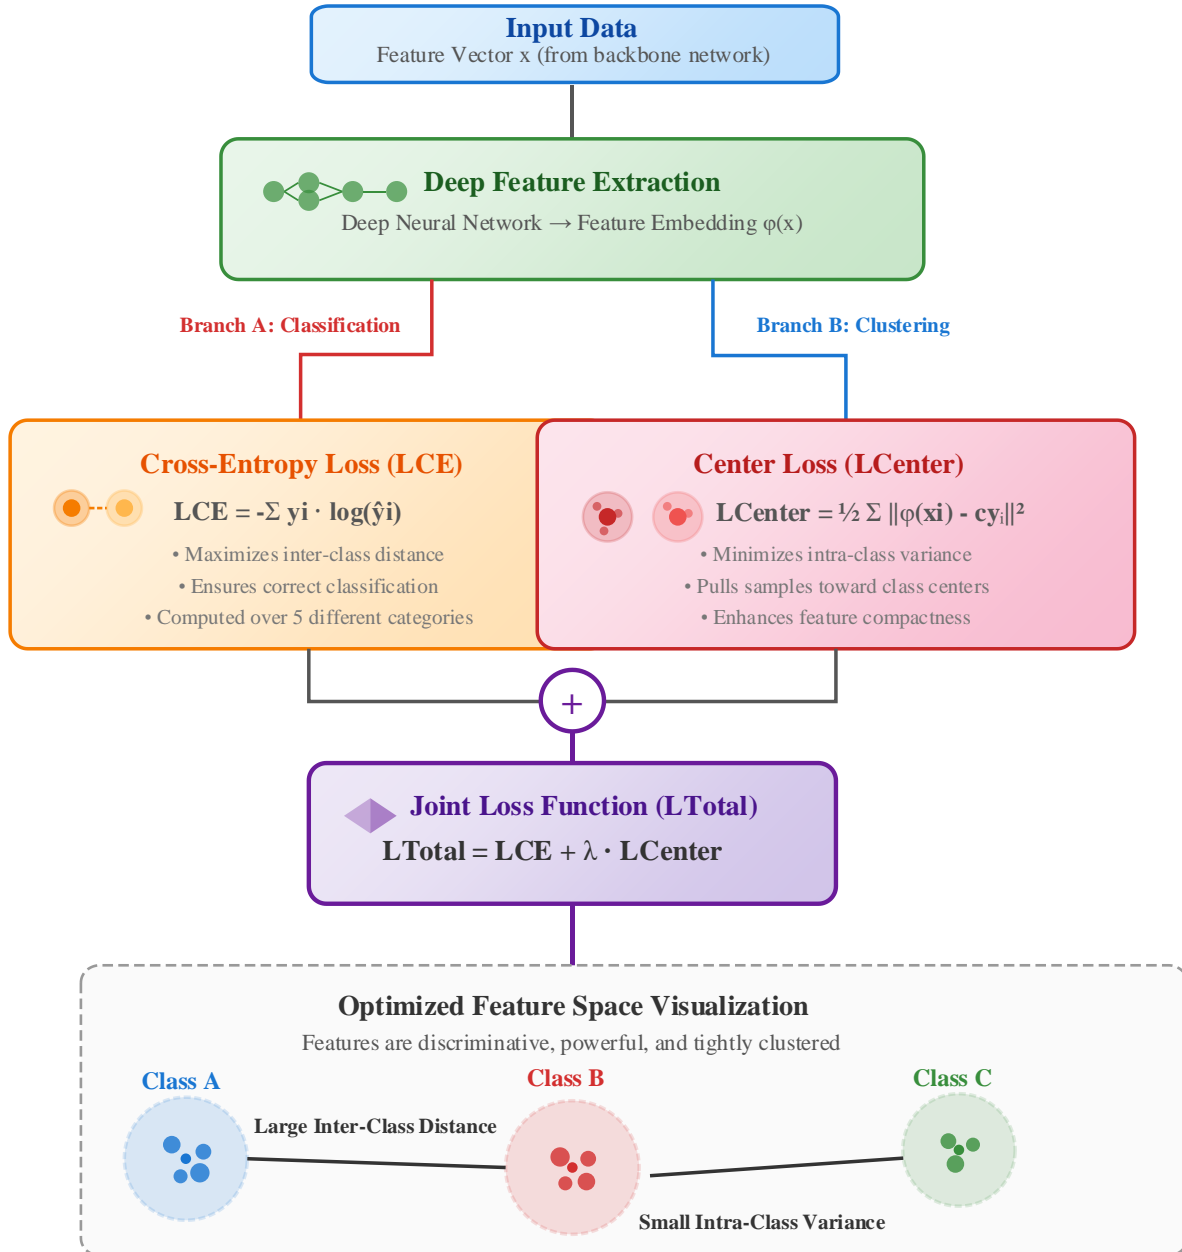 Input Data
Feature Vector x (from backbone network)
Deep Feature Extraction
Deep Neural Network → Feature Embedding φ(x)
Branch A: Classification
Branch B: Clustering
Cross-Entropy Loss (LCE)
LCE = -Σ yi · log(ŷi)
• Maximizes inter-class distance
• Ensures correct classification
• Computed over 5 different categories
Center Loss (LCenter)
LCenter = ½ Σ ||φ(xi) - cyᵢ||²
• Minimizes intra-class variance
• Pulls samples toward class centers
• Enhances feature compactness
+
Joint Loss Function (LTotal)
LTotal = LCE + λ · LCenter
Optimized Feature Space Visualization
Features are discriminative, powerful, and tightly clustered
Class A
Class B
Class C
Large Inter-Class Distance
Small Intra-Class Variance